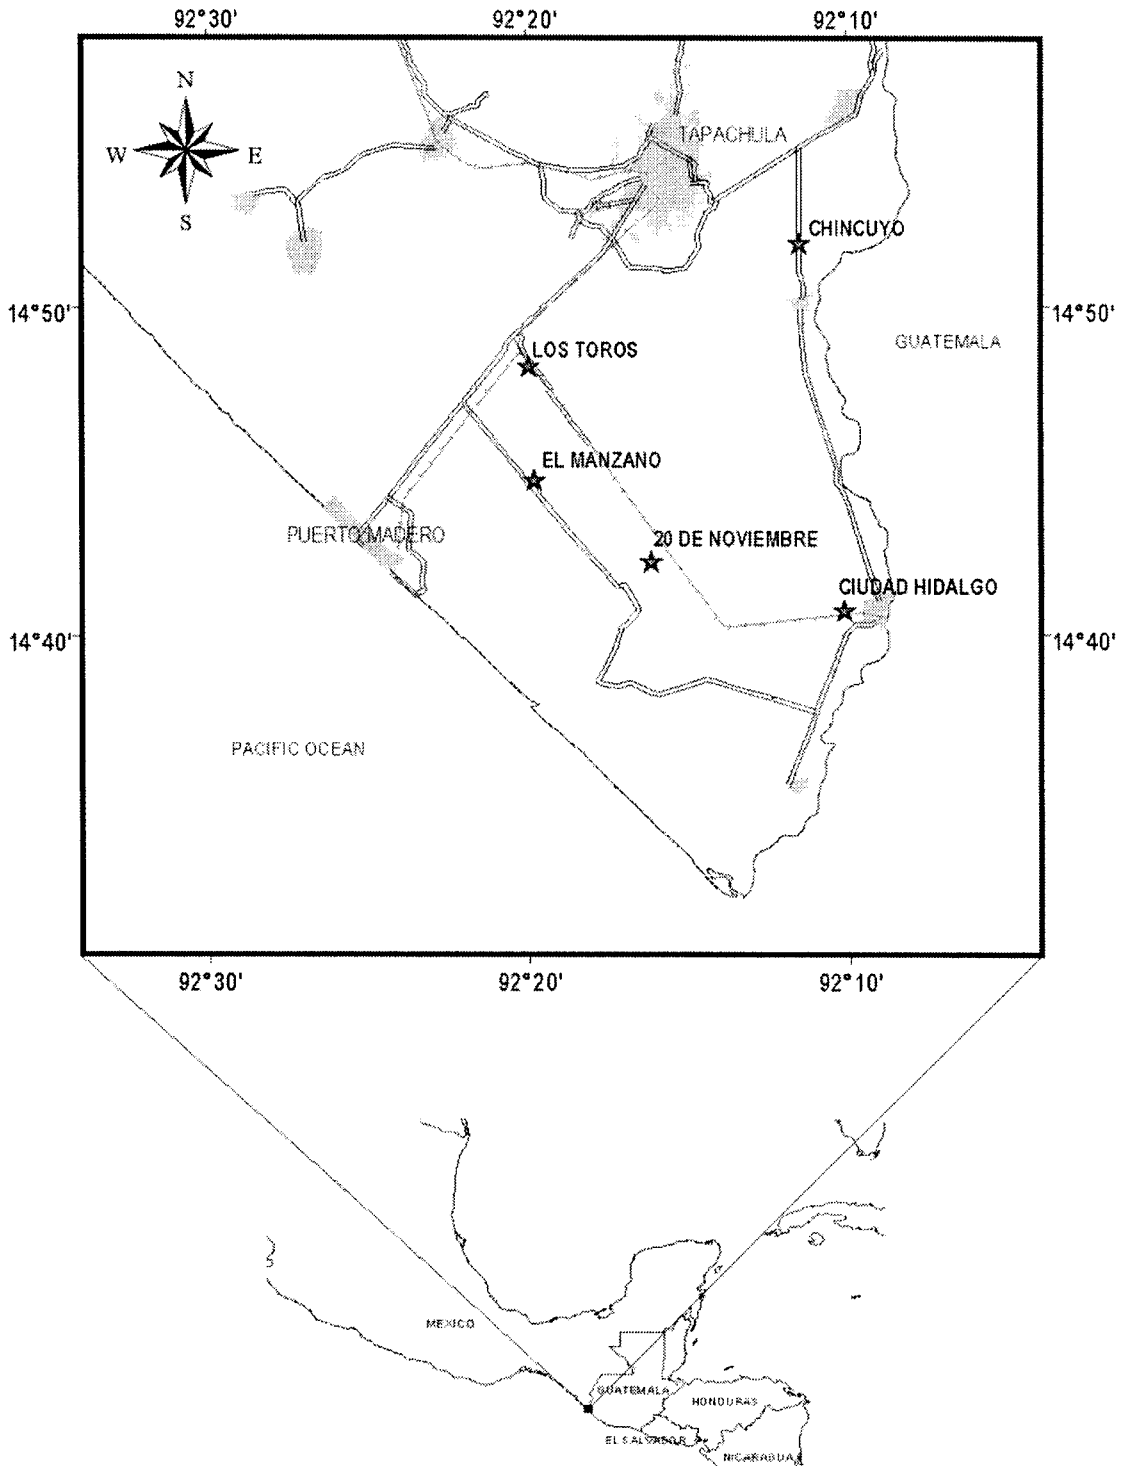 92°30' 92°20' 92°10'
N
W E
S
TAPACHULA
CHINCUYO
14°50' 14°50'
GUATEMALA
LOS TOROS
EL MANZANO
PUERTO MADERO
20 DE NOVIEMBRE
CIUDAD HIDALGO
14°40' 14°40'
PACIFIC OCEAN
92°30' 92°20' 92°10'
MEXICO
GUATEMALA
HONDURAS
EL SALVADOR
NICARAGUA